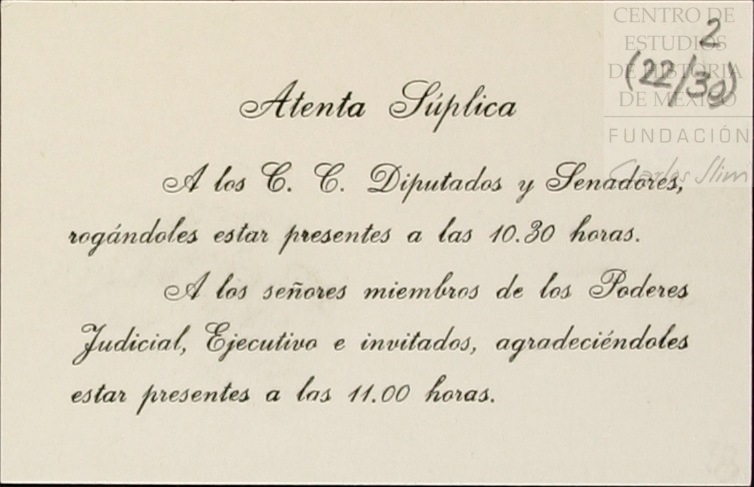 CENTRO DE
ESTUDIOS
DE HISTORIA
DE MÉXICO
FUNDACIÓN
Carlos Slim
2
(22/30)
Atenta Súplica
A los C. C. Diputados y Senadores,
rogándoles estar presentes a las 10.30 horas.
A los señores miembros de los Poderes
Judicial, Ejecutivo e invitados, agradeciéndoles
estar presentes a las 11.00 horas.